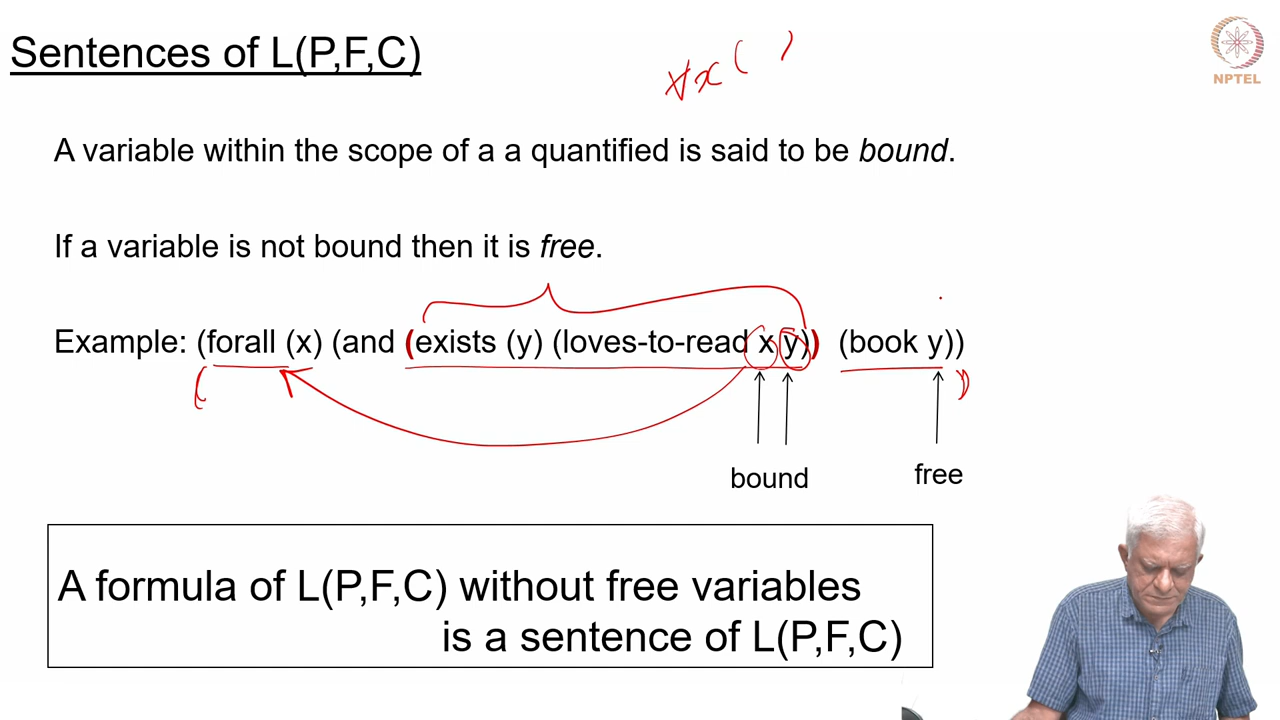 Sentences of L(P,F,C)
∀x ( )
NPTEL
A variable within the scope of a a quantified is said to be bound.
If a variable is not bound then it is free.
Example: (forall (x) (and (exists (y) (loves-to-read x y)) (book y))
( )
bound
free
A formula of L(P,F,C) without free variables
is a sentence of L(P,F,C)